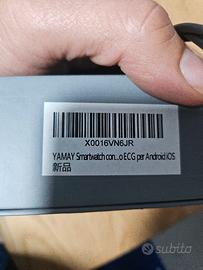 X0016VN6JR
YAMAY Smartwatch con...o ECG per Android iOS
新品
subito